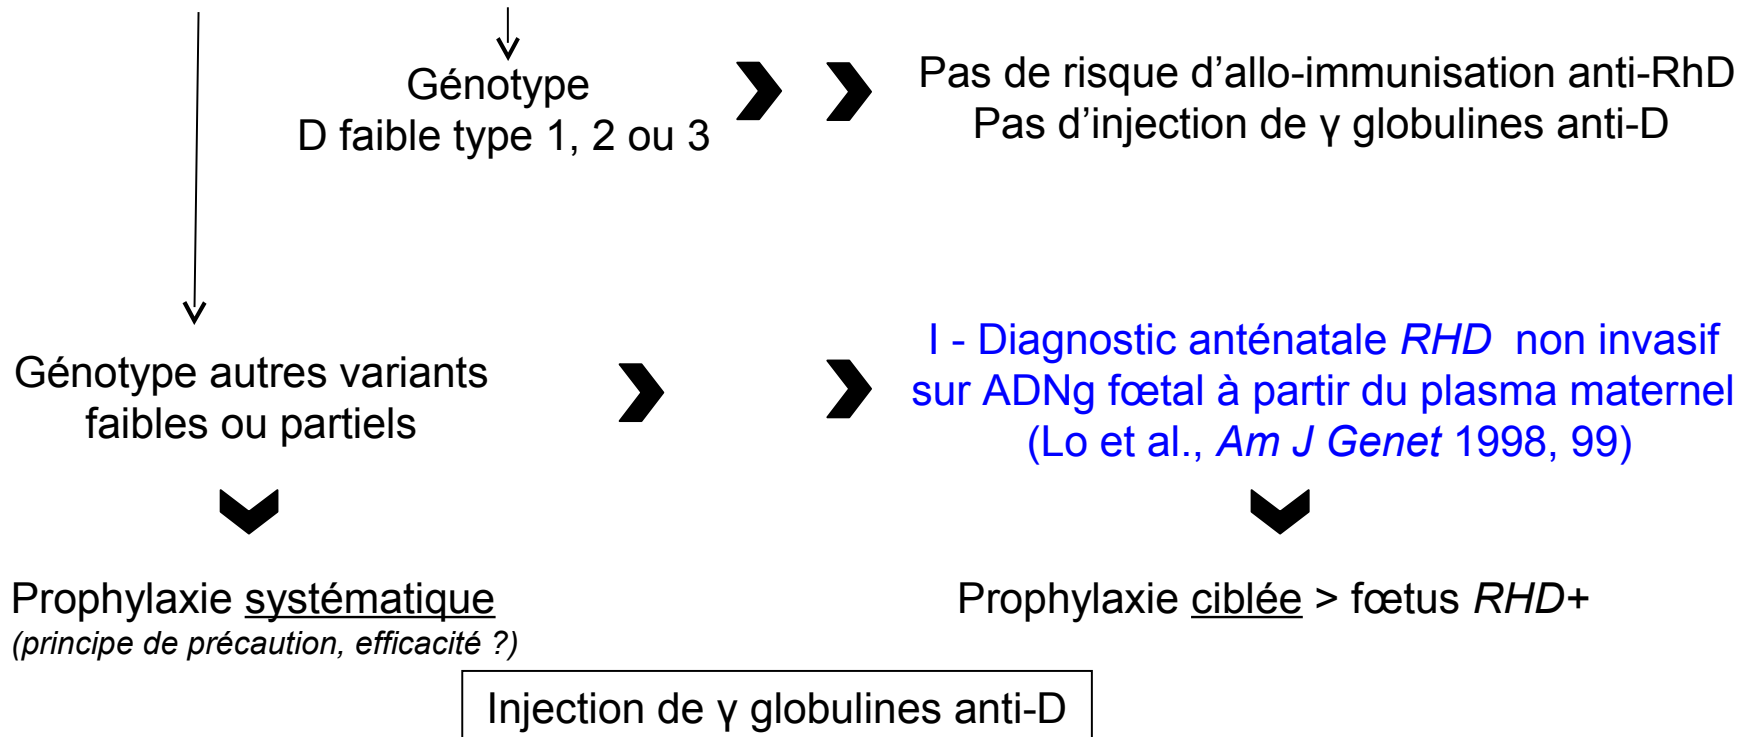 Génotype
D faible type 1, 2 ou 3
Pas de risque d’allo-immunisation anti-RhD
Pas d’injection de γ globulines anti-D
Génotype autres variants
faibles ou partiels
I - Diagnostic anténatale RHD non invasif
sur ADNg fœtal à partir du plasma maternel
(Lo et al., Am J Genet 1998, 99)
Prophylaxie systématique
(principe de précaution, efficacité ?)
Prophylaxie ciblée > fœtus RHD+
Injection de γ globulines anti-D